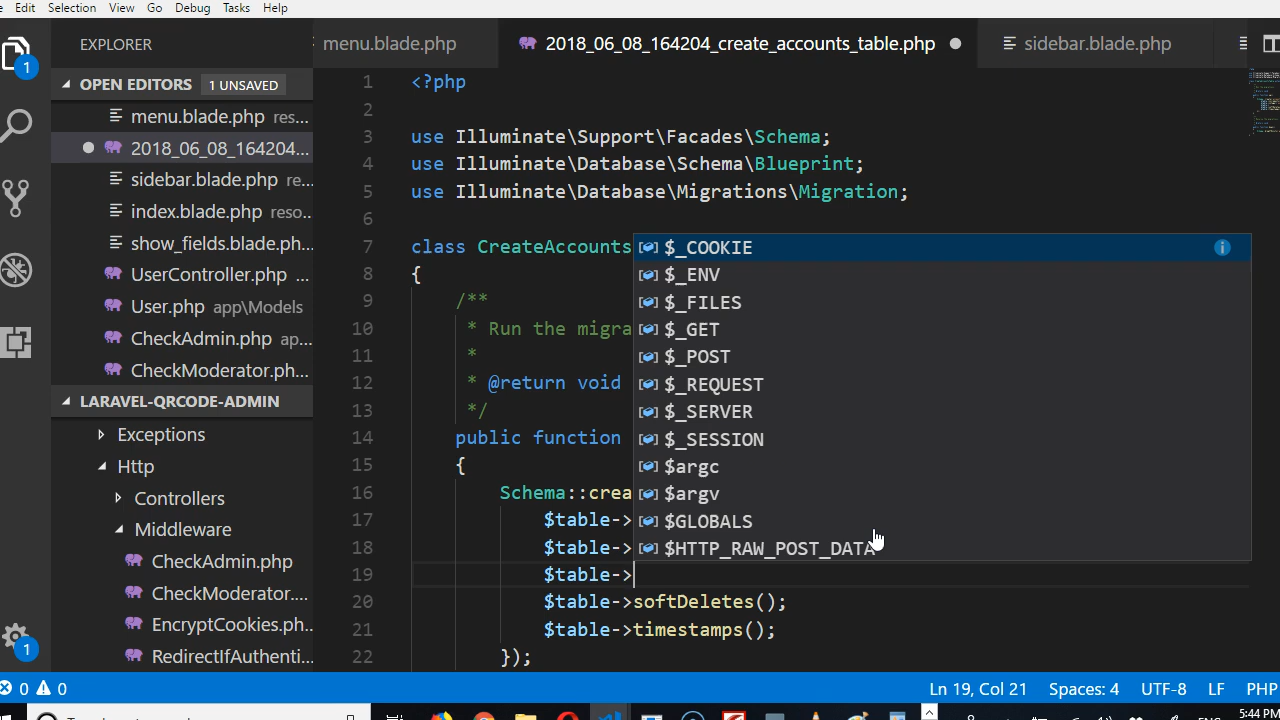 Edit Selection View Go Debug Tasks Help
EXPLORER
menu.blade.php
2018_06_08_164204_create_accounts_table.php
sidebar.blade.php
1
OPEN EDITORS 1 UNSAVED
menu.blade.php res...
2018_06_08_164204...
sidebar.blade.php re...
index.blade.php reso...
show_fields.blade.ph...
UserController.php ...
User.php app\Models
CheckAdmin.php ap...
CheckModerator.ph...
LARAVEL-QRCODE-ADMIN
Exceptions
Http
Controllers
Middleware
CheckAdmin.php
CheckModerator....
EncryptCookies.ph...
RedirectIfAuthenti...
1
1 <?php
2
3 use Illuminate\Support\Facades\Schema;
4 use Illuminate\Database\Schema\Blueprint;
5 use Illuminate\Database\Migrations\Migration;
6
7 class CreateAccounts
8 {
9 /**
10 * Run the migra
11 *
12 * @return void
13 */
14 public function
15 {
16 Schema::crea
17 $table->
18 $table->
19 $table->
20 $table->softDeletes();
21 $table->timestamps();
22 });
$_COOKIE
$_ENV
$_FILES
$_GET
$_POST
$_REQUEST
$_SERVER
$_SESSION
$argc
$argv
$GLOBALS
$HTTP_RAW_POST_DATA
0 0
Ln 19, Col 21 Spaces: 4 UTF-8 LF PHP
5:44 PM